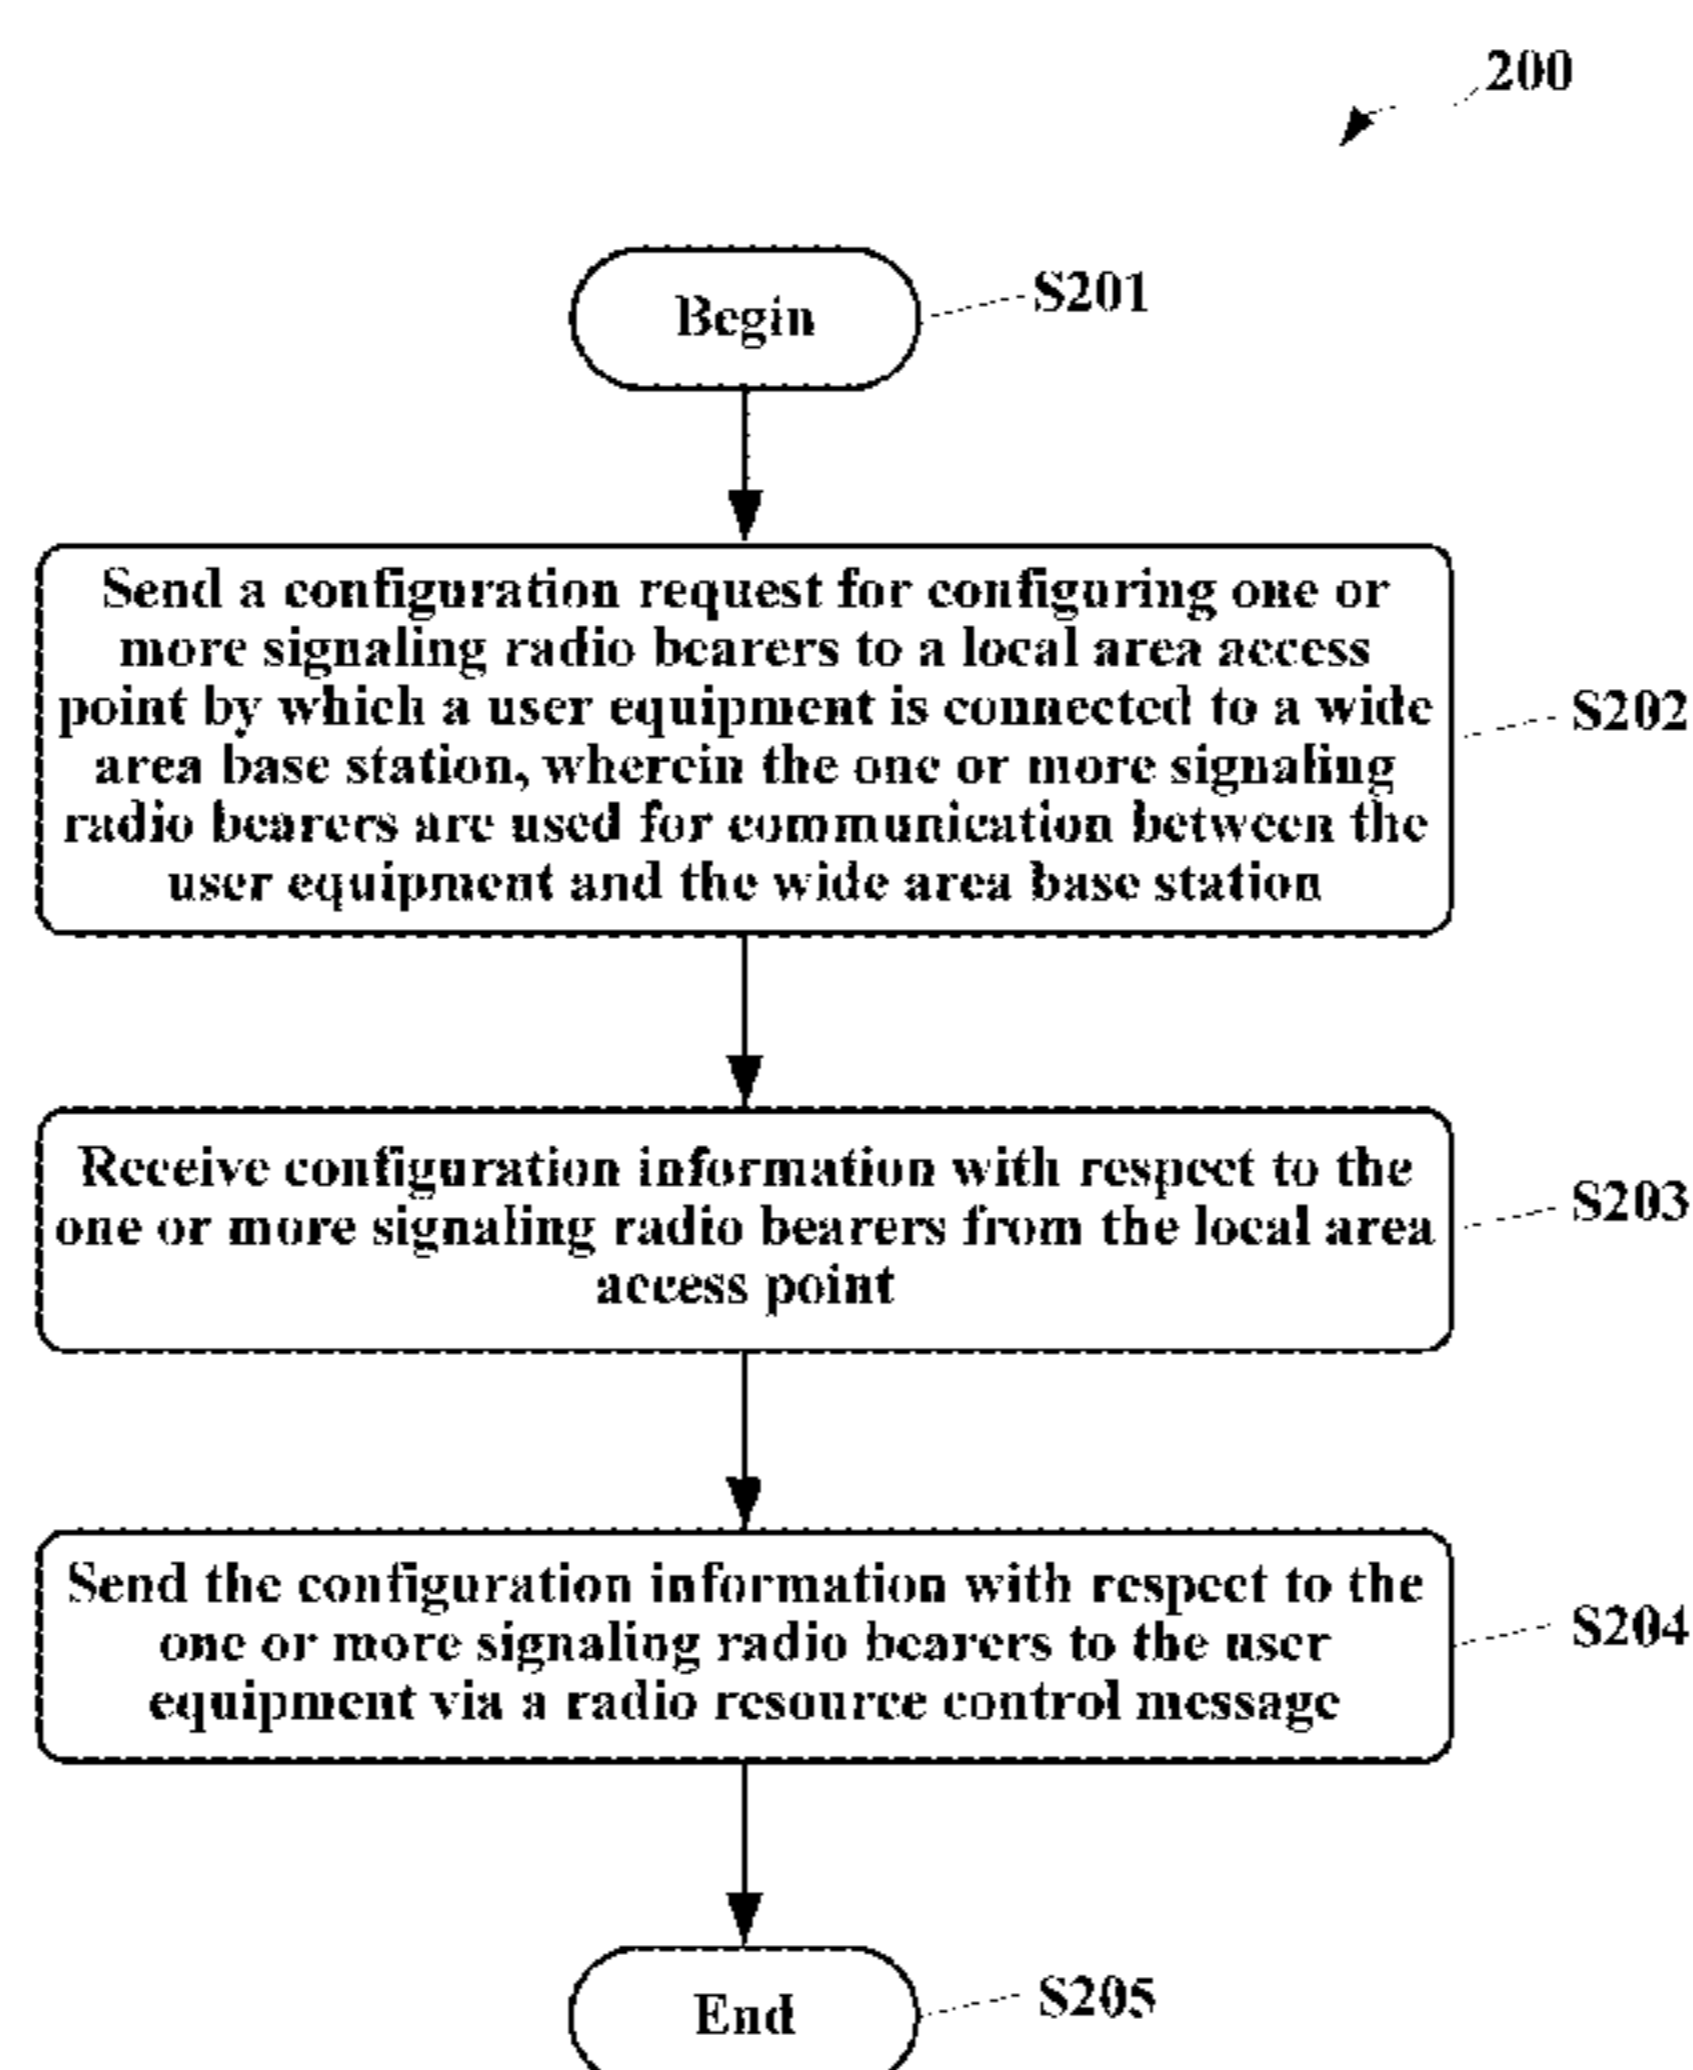 200
Begin
S201
Send a configuration request for configuring one or
more signaling radio bearers to a local area access
point by which a user equipment is connected to a wide
area base station, wherein the one or more signaling
radio bearers are used for communication between the
user equipment and the wide area base station
S202
Receive configuration information with respect to the
one or more signaling radio bearers from the local area
access point
S203
Send the configuration information with respect to the
one or more signaling radio bearers to the user
equipment via a radio resource control message
S204
End
S205